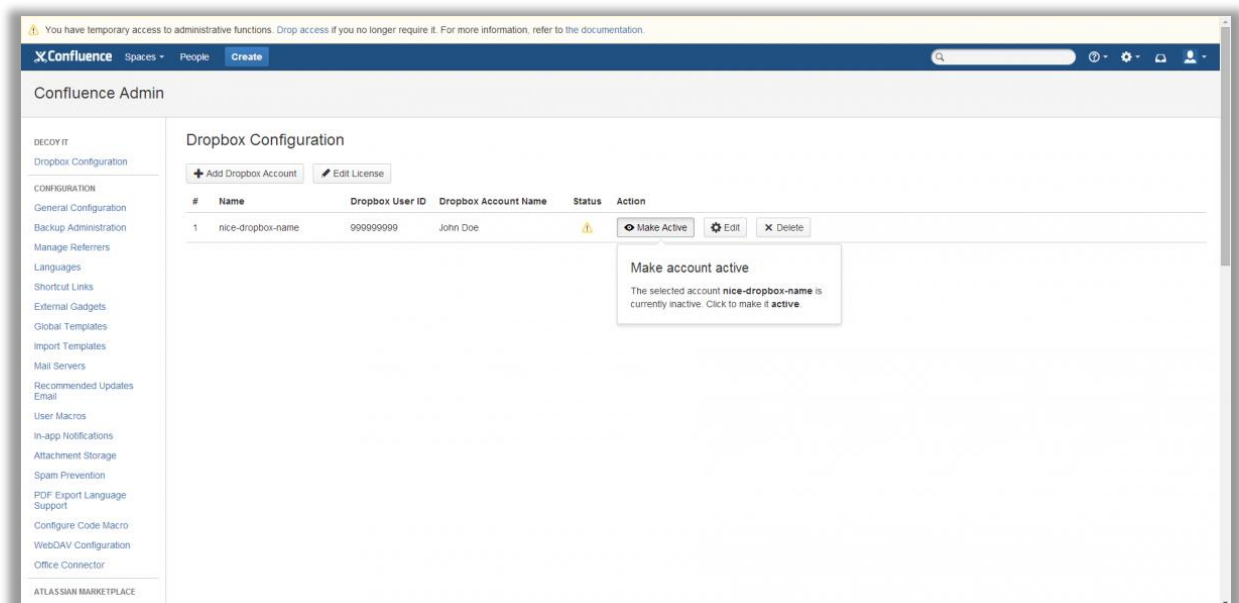 You have temporary access to administrative functions. Drop access if you no longer require it. For more information, refer to the documentation.
Confluence Spaces People Create
Confluence Admin
DECOY IT
Dropbox Configuration
CONFIGURATION
General Configuration
Backup Administration
Manage Referrers
Languages
Shortcut Links
External Gadgets
Global Templates
Import Templates
Mail Servers
Recommended Updates
Email
User Macros
In-app Notifications
Attachment Storage
Spam Prevention
PDF Export Language
Support
Configure Code Macro
WebDAV Configuration
Office Connector
ATLASSIAN MARKETPLACE
Dropbox Configuration
Add Dropbox Account Edit License
# Name Dropbox User ID Dropbox Account Name Status Action
1 nice-dropbox-name 999999999 John Doe Make Active Edit Delete
Make account active
The selected account nice-dropbox-name is
currently inactive. Click to make it active.